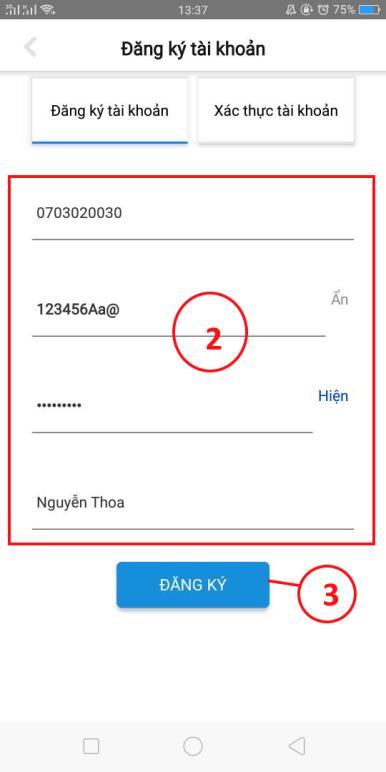 13:37 75%
Đăng ký tài khoản
Đăng ký tài khoản Xác thực tài khoản
0703020030
123456Aa@ Ẩn
2
••••••••• Hiện
Nguyễn Thoa
ĐĂNG KÝ
3